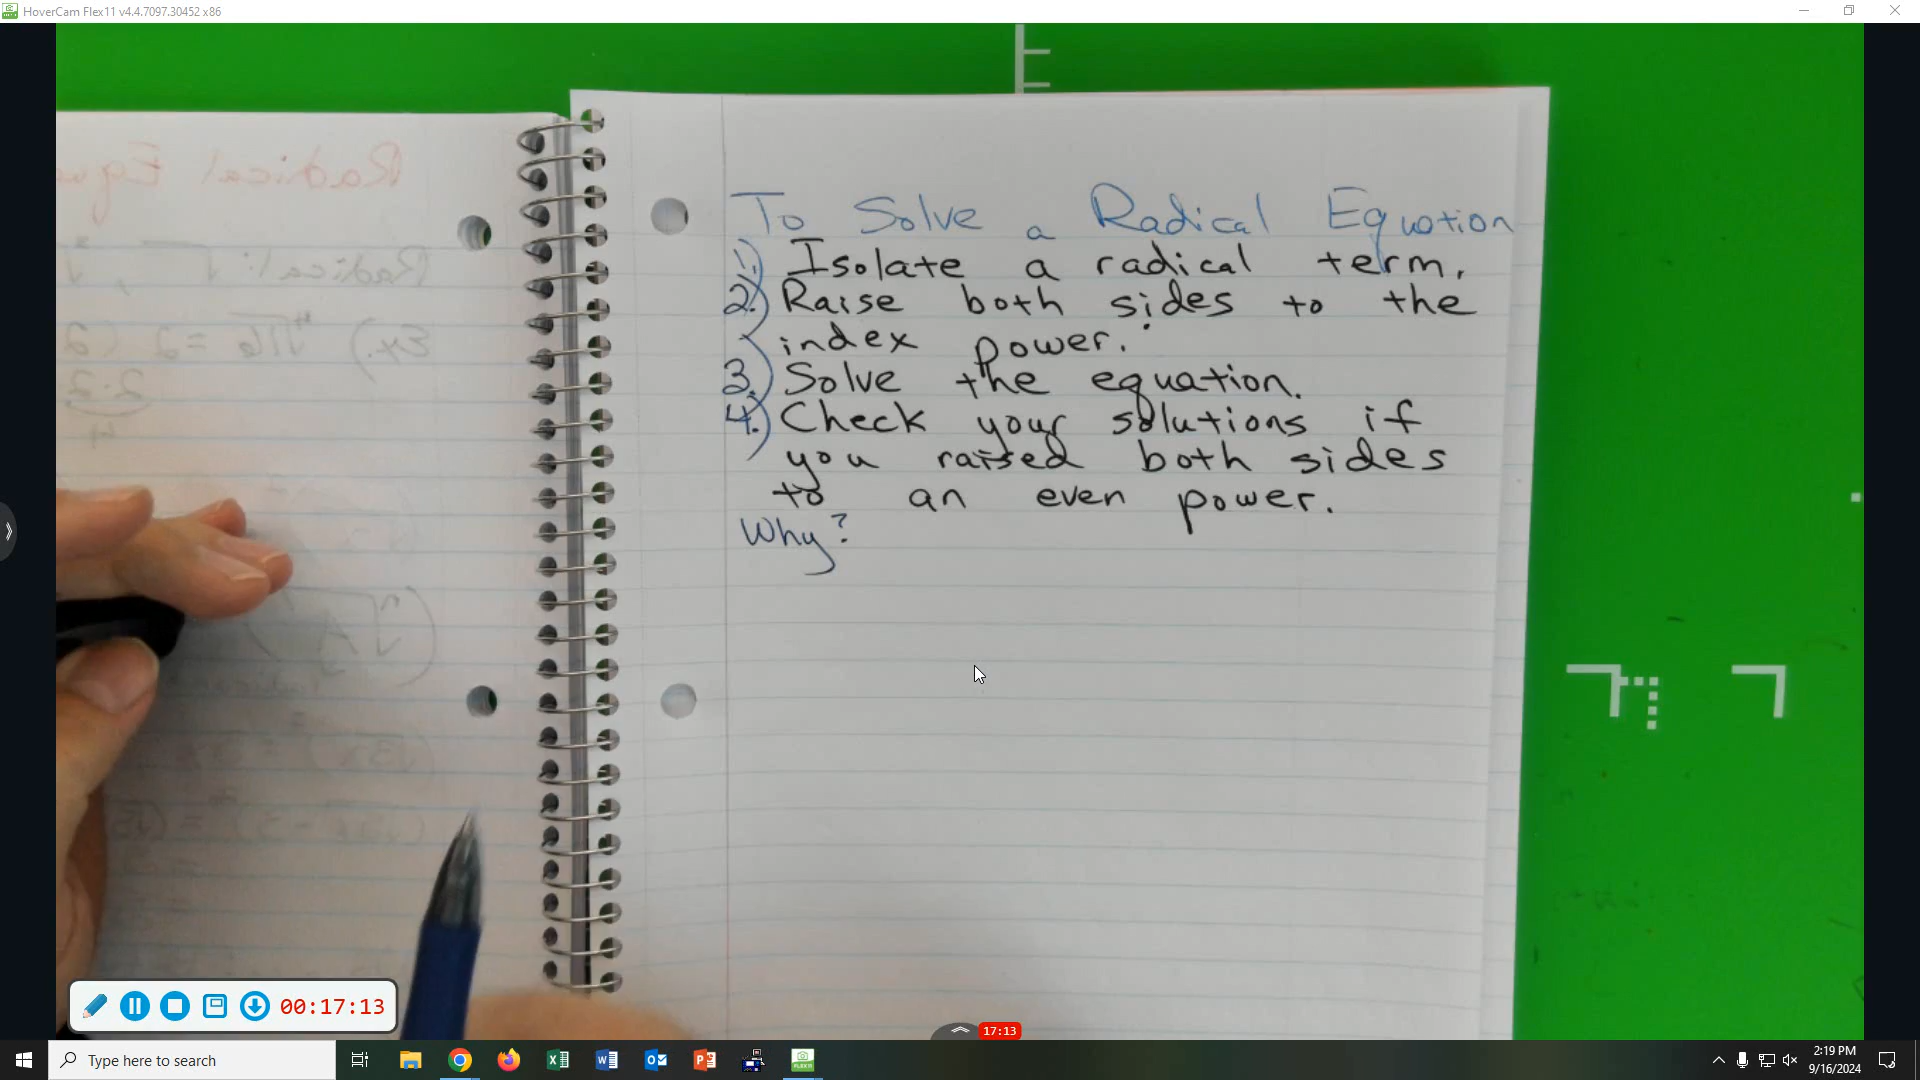 HoverCam Flex11 v4.4.7097.30452 x86
To Solve a Radical Equation
1.) Isolate a radical term.
2.) Raise both sides to the
index power.
3.) Solve the equation.
4.) Check your solutions if
you raised both sides
to an even power.
Why?
00:17:13
17:13
Type here to search
2:19 PM
9/16/2024